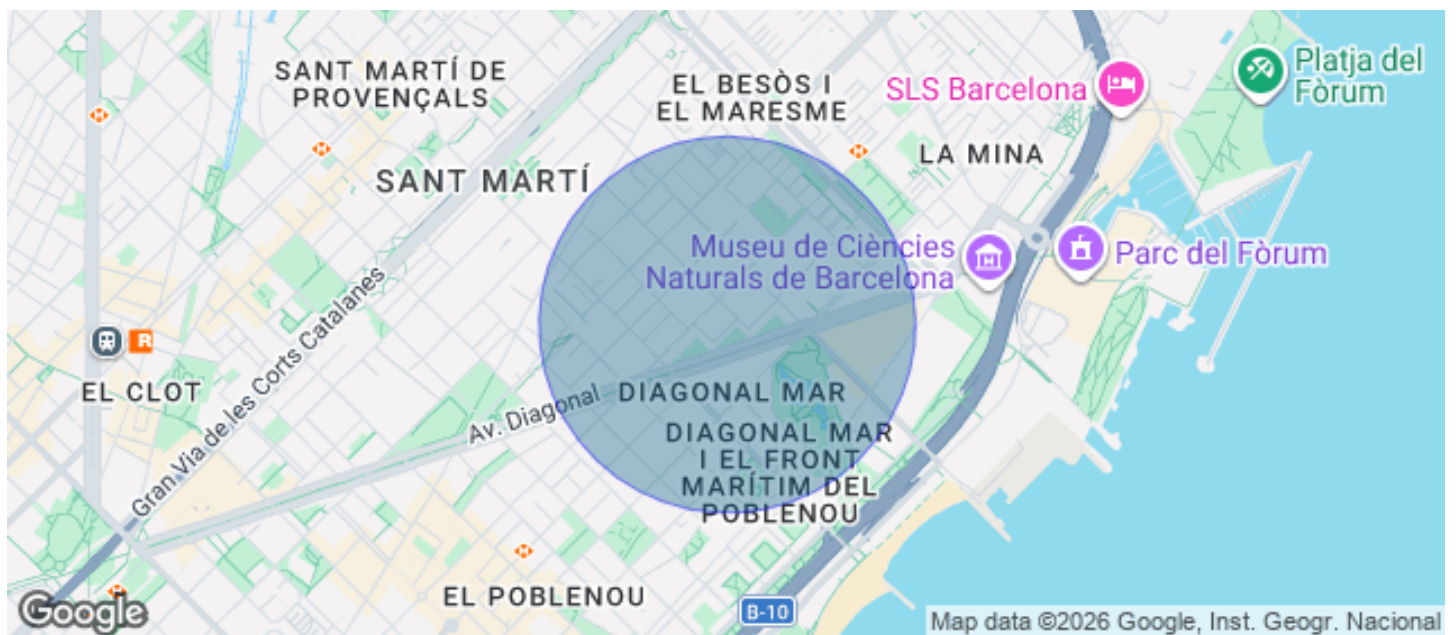 SANT MARTÍ DE
PROVENÇALS
EL BESÒS I
EL MARESME
SLS Barcelona
Platja del
Fòrum
SANT MARTÍ
LA MINA
Museu de Ciències
Naturals de Barcelona
Parc del Fòrum
Gran Via de les Corts Catalanes
R
EL CLOT
Av. Diagonal
DIAGONAL MAR
DIAGONAL MAR
I EL FRONT
MARÍTIM DEL
POBLENOU
EL POBLENOU
B-10
Google
Map data ©2026 Google, Inst. Geogr. Nacional